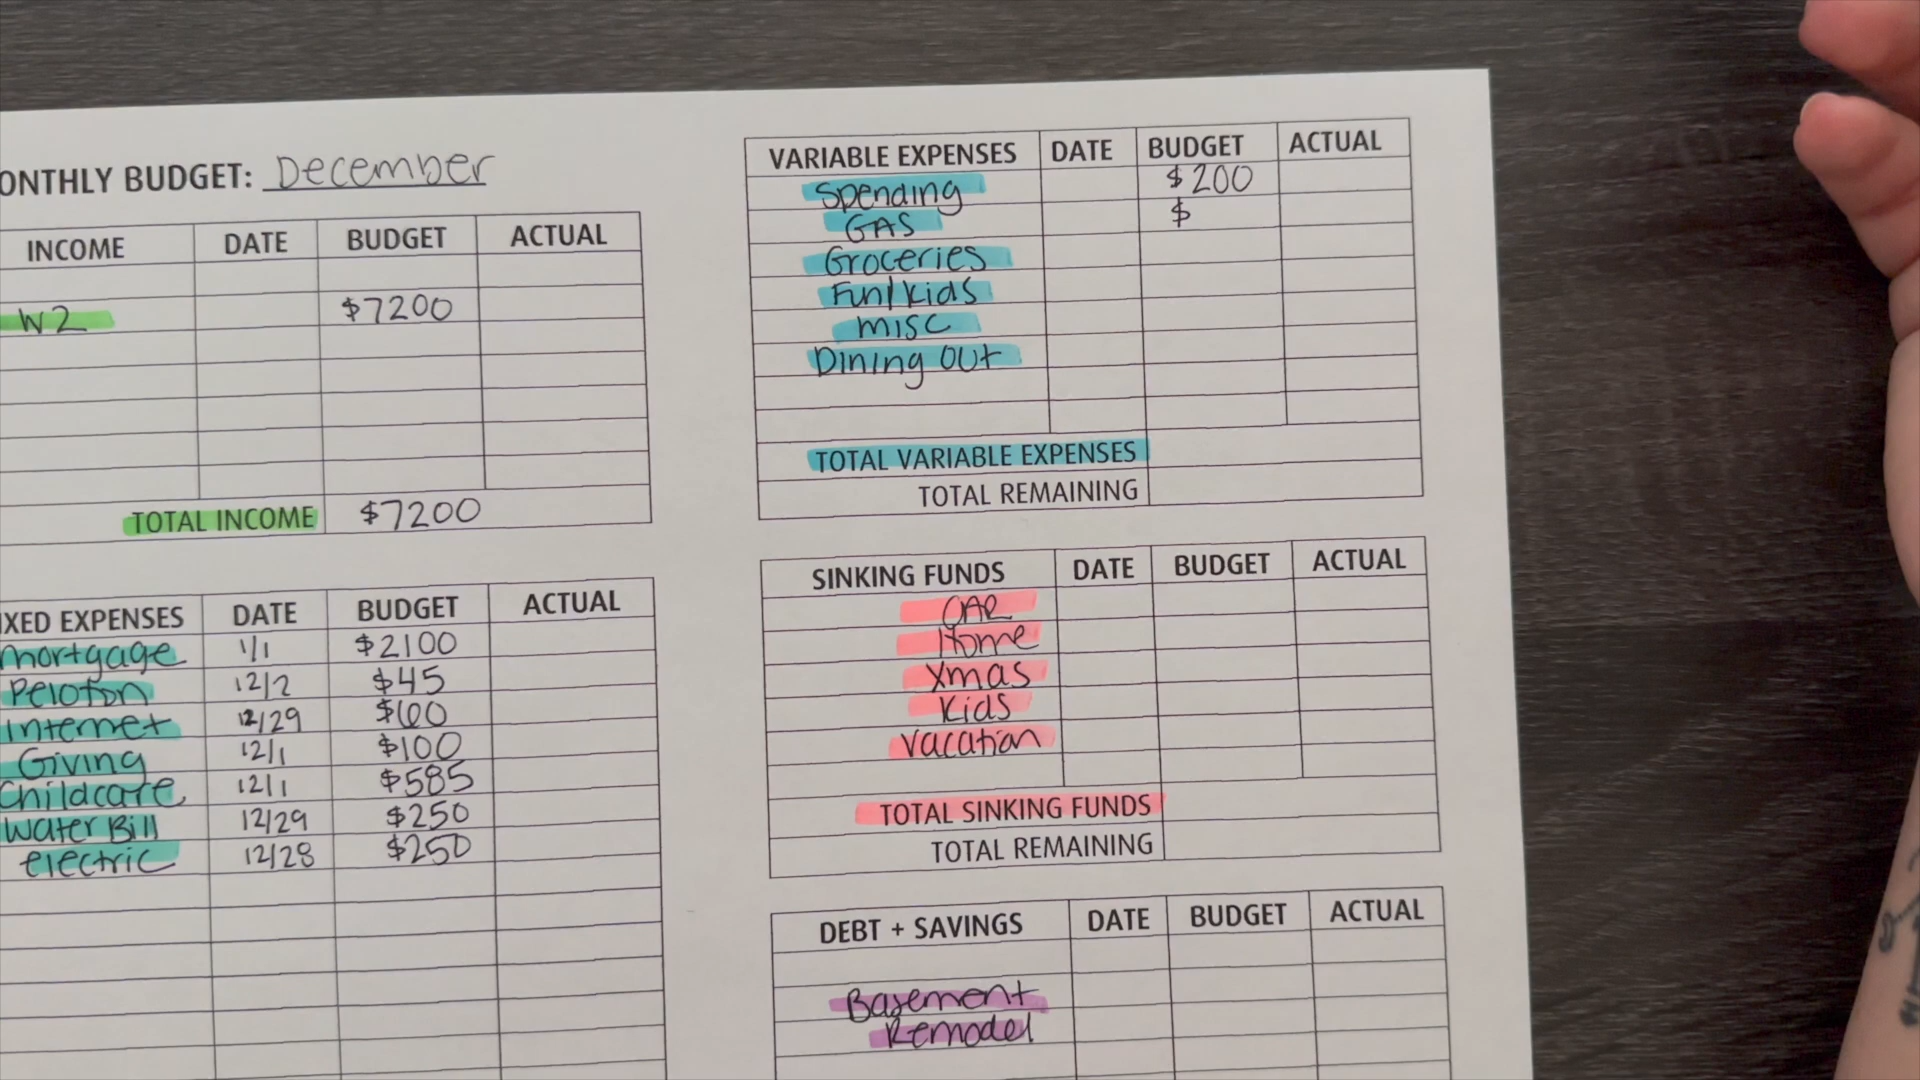 ONTHLY BUDGET: December
INCOME DATE BUDGET ACTUAL
W2 $7200
TOTAL INCOME $7200
IXED EXPENSES DATE BUDGET ACTUAL
mortgage 1/1 $2100
Peloton 12/2 $45
Internet 12/29 $60
Giving 12/1 $100
Childcare 12/1 $585
Water Bill 12/29 $250
electric 12/28 $250
VARIABLE EXPENSES DATE BUDGET ACTUAL
Spending $200
GAS $
Groceries
Fun/kids
misc
Dining Out
TOTAL VARIABLE EXPENSES
TOTAL REMAINING
SINKING FUNDS DATE BUDGET ACTUAL
CAR
Home
Xmas
Kids
Vacation
TOTAL SINKING FUNDS
TOTAL REMAINING
DEBT + SAVINGS DATE BUDGET ACTUAL
Basement
Remodel